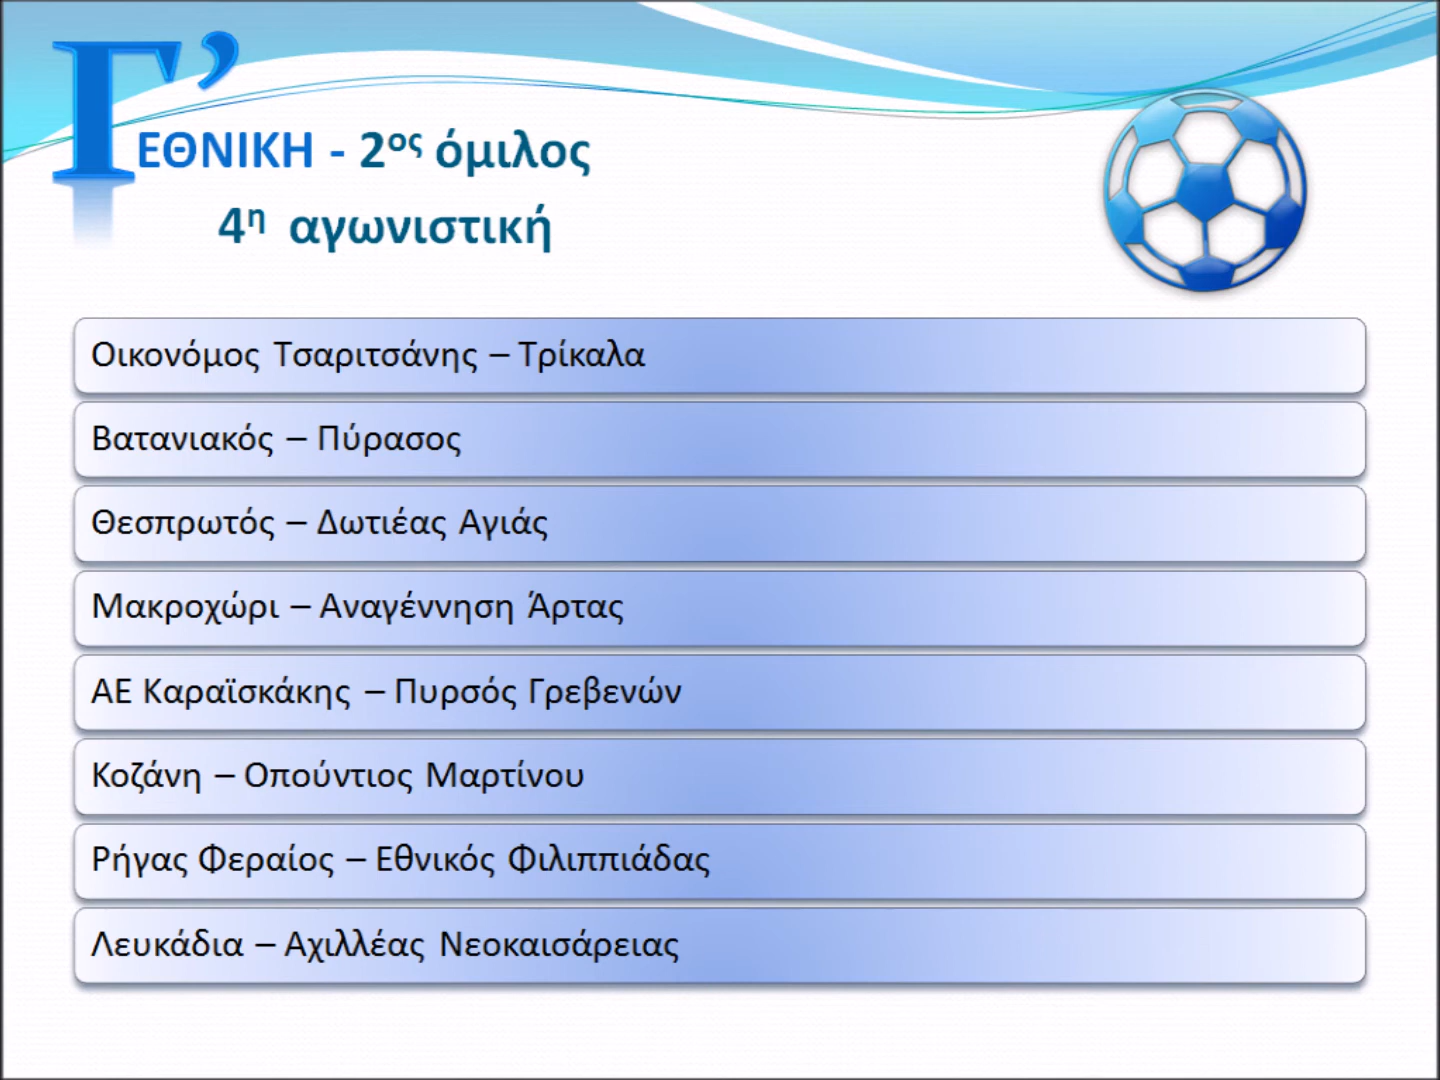 Γ' ΕΘΝΙΚΗ - 2ος όμιλος
4η αγωνιστική
Οικονόμος Τσαριτσάνης – Τρίκαλα
Βατανιακός – Πύρασος
Θεσπρωτός – Δωτιέας Αγιάς
Μακροχώρι – Αναγέννηση Άρτας
ΑΕ Καραϊσκάκης – Πυρσός Γρεβενών
Κοζάνη – Οπούντιος Μαρτίνου
Ρήγας Φεραίος – Εθνικός Φιλιππιάδας
Λευκάδια – Αχιλλέας Νεοκαισάρειας